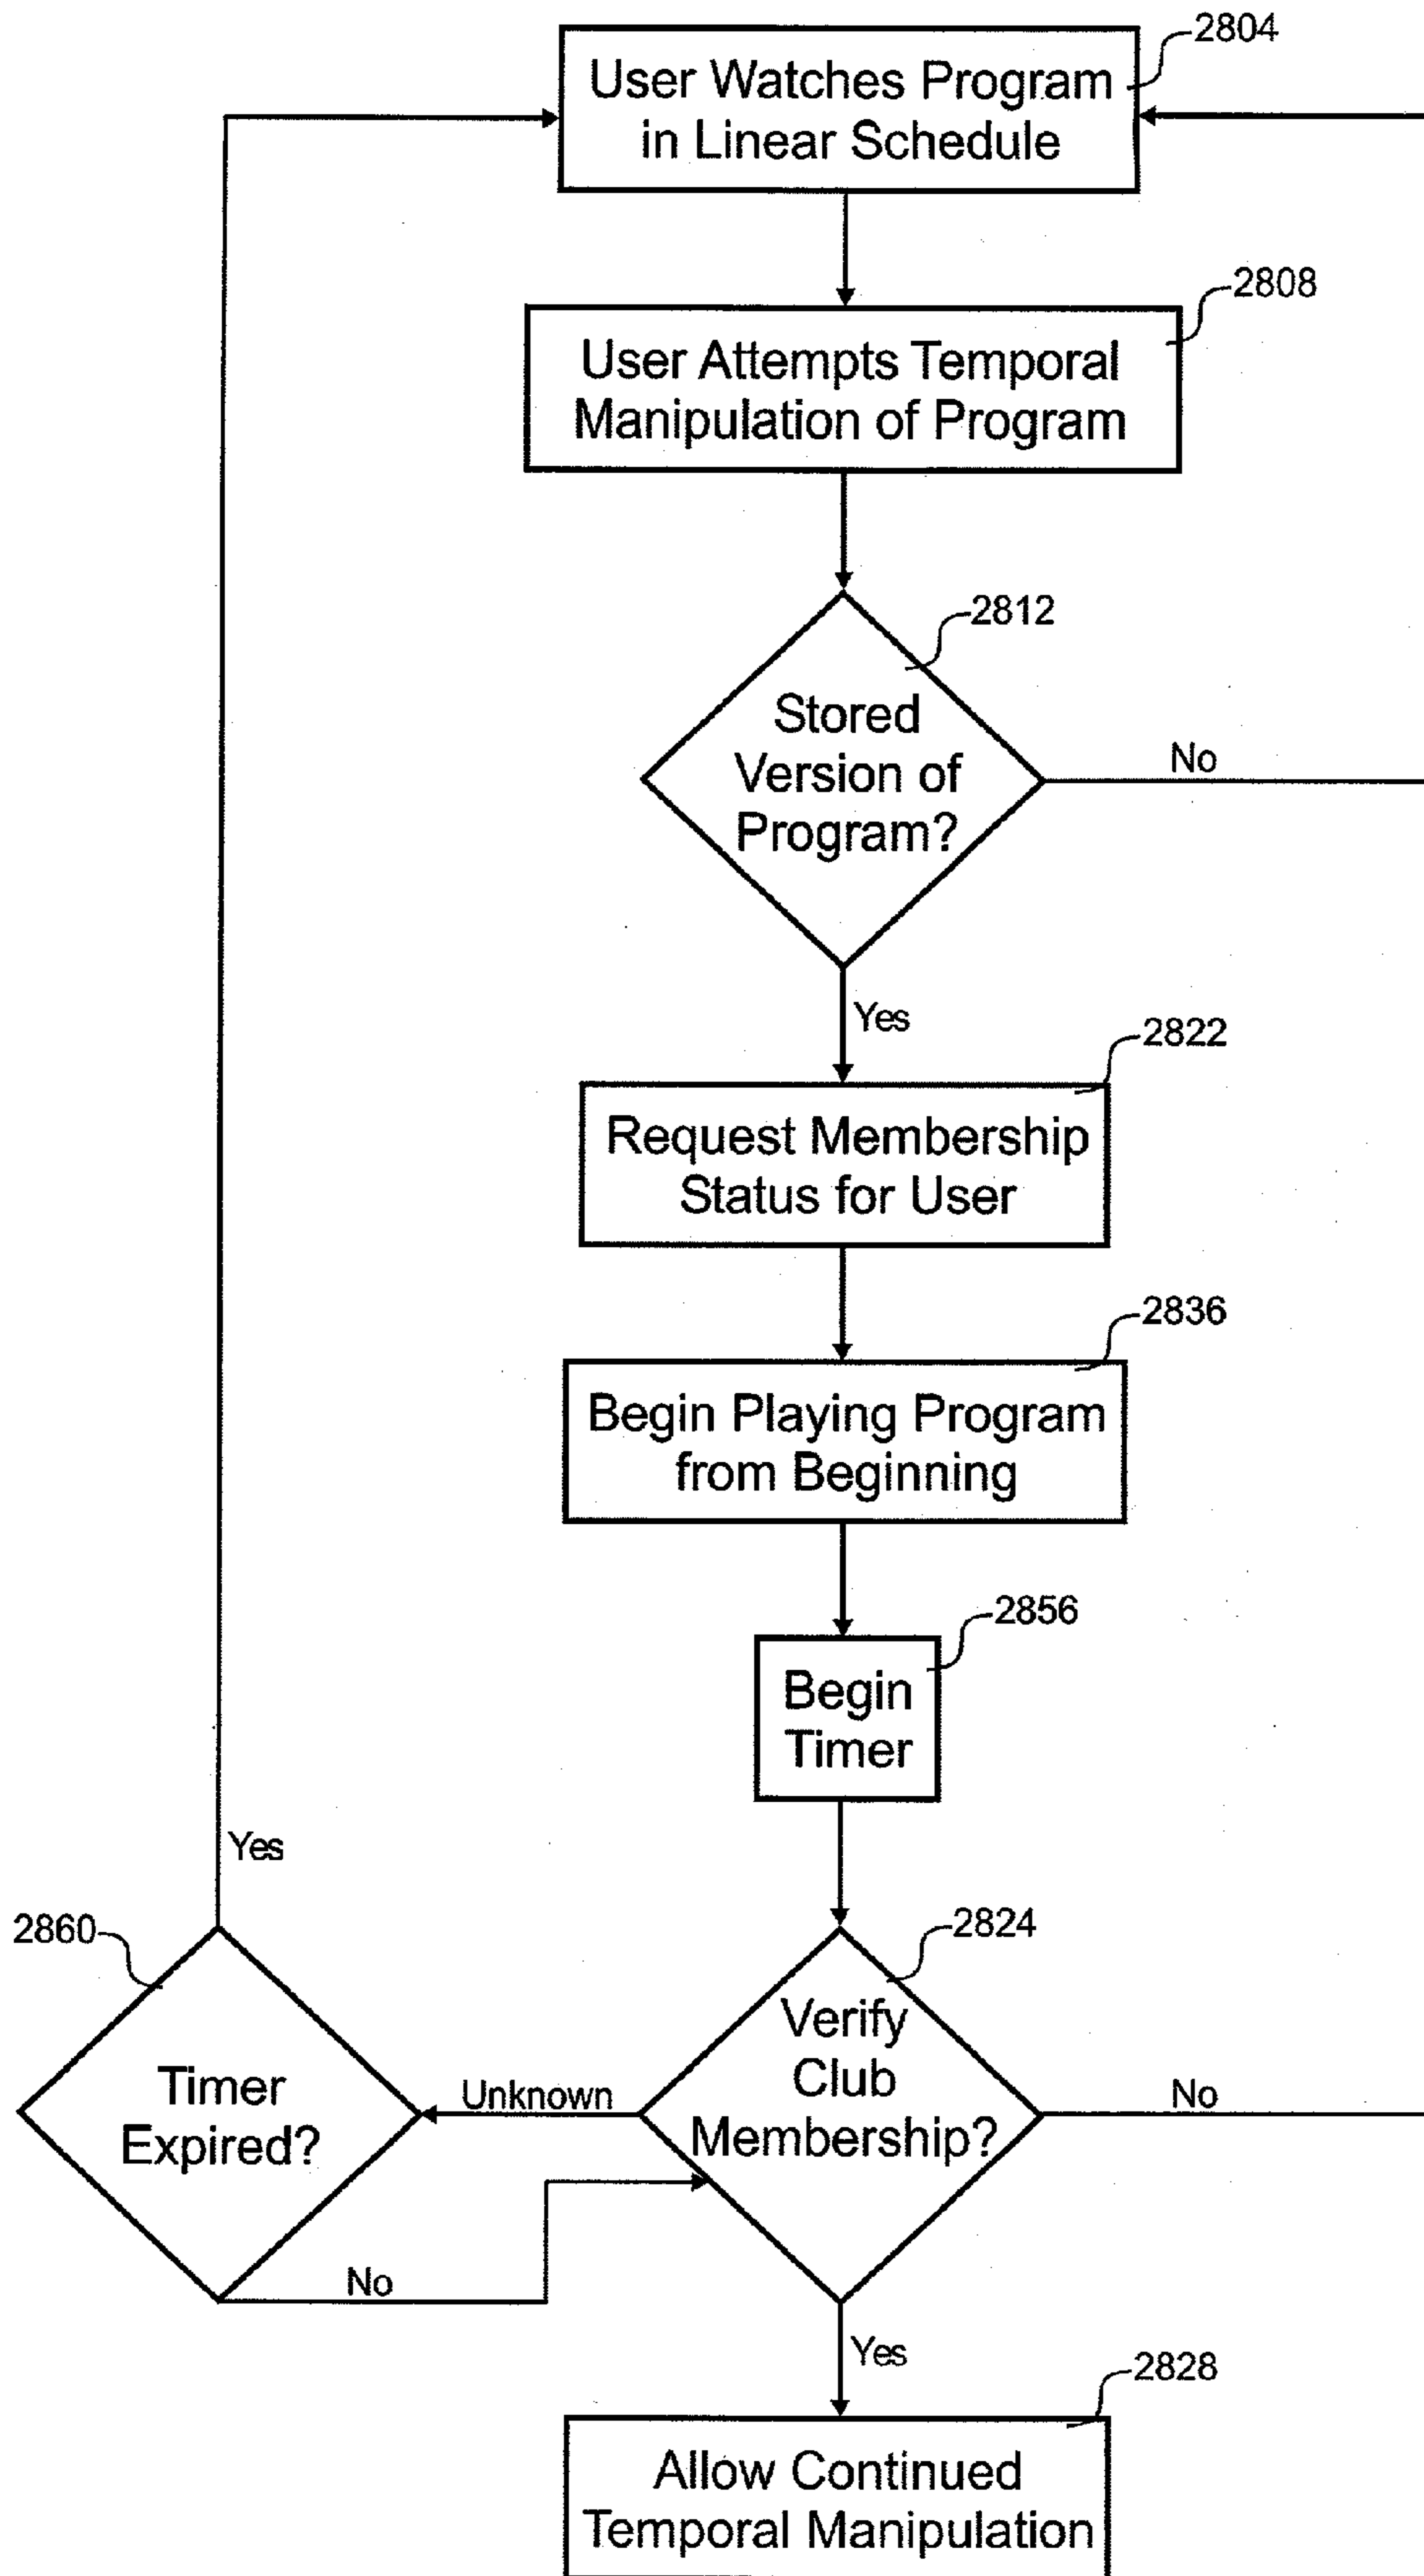 2804
User Watches Program
in Linear Schedule
2808
User Attempts Temporal
Manipulation of Program
2812
Stored
Version of
Program?
No
Yes
2822
Request Membership
Status for User
2836
Begin Playing Program
from Beginning
2856
Begin
Timer
Yes
2860
2824
Timer
Expired?
Unknown
Verify
Club
Membership?
No
No
Yes
2828
Allow Continued
Temporal Manipulation